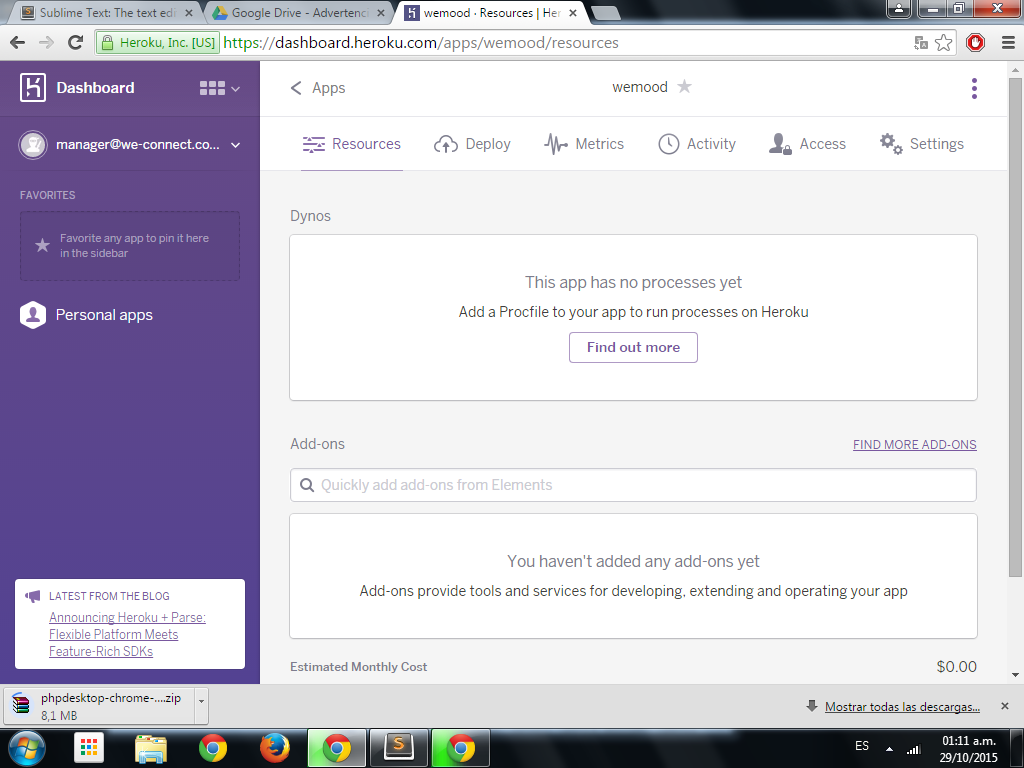 Sublime Text: The text edi
Google Drive - Advertenci
wemood · Resources | Her
Heroku, Inc. [US] https://dashboard.heroku.com/apps/wemood/resources
Dashboard
Apps
wemood
manager@we-connect.co...
Resources
Deploy
Metrics
Activity
Access
Settings
FAVORITES
Favorite any app to pin it here
in the sidebar
Personal apps
Dynos
This app has no processes yet
Add a Procfile to your app to run processes on Heroku
Find out more
Add-ons
FIND MORE ADD-ONS
Quickly add add-ons from Elements
You haven't added any add-ons yet
Add-ons provide tools and services for developing, extending and operating your app
Estimated Monthly Cost
$0.00
LATEST FROM THE BLOG
Announcing Heroku + Parse:
Flexible Platform Meets
Feature-Rich SDKs
phpdesktop-chrome-....zip
8,1 MB
Mostrar todas las descargas...
ES
01:11 a.m.
29/10/2015